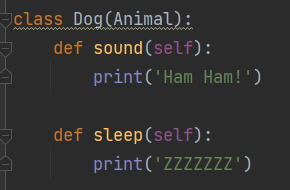 class Dog(Animal):
    def sound(self):
        print('Ham Ham!')
    def sleep(self):
        print('ZZZZZZZ')